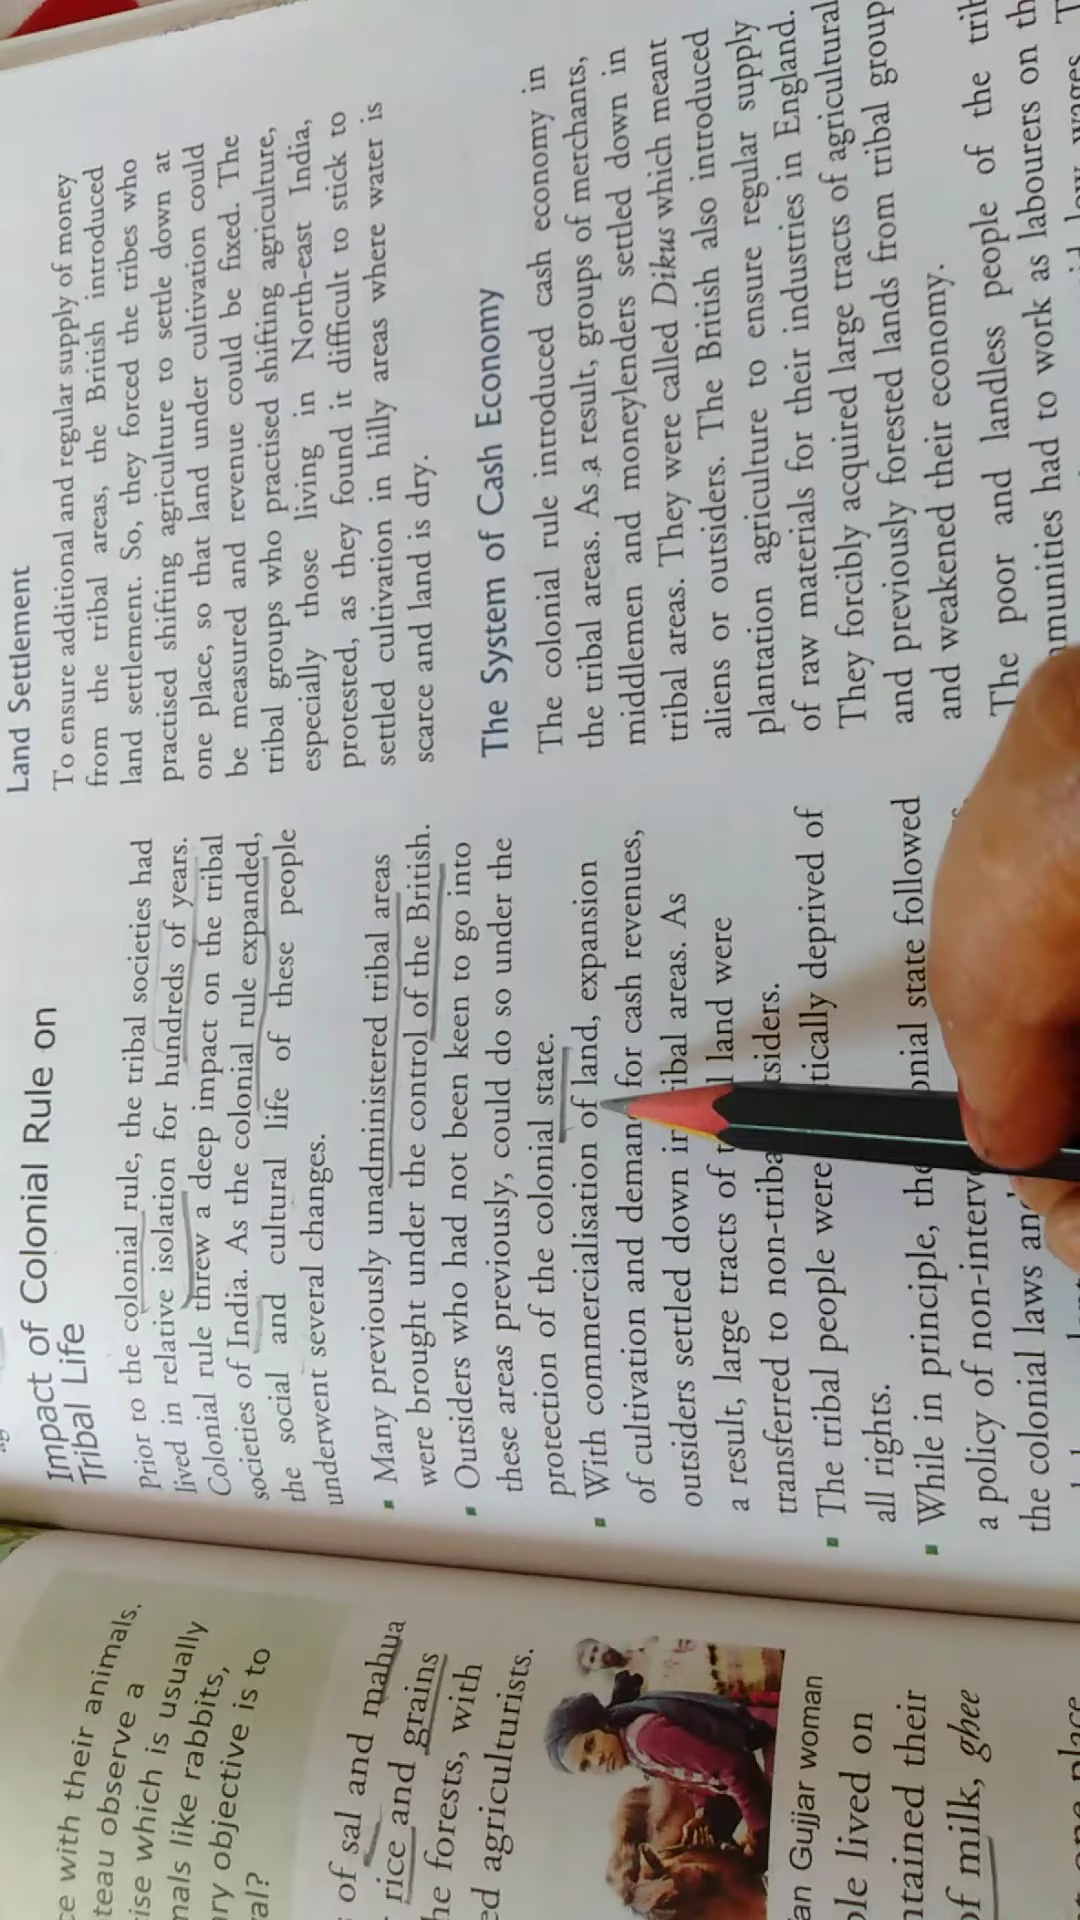 ce with their animals.
teau observe a
ise which is usually
mals like rabbits,
ry objective is to
al?
of sal and mahua
rice and grains
he forests, with
ed agriculturists.
an Gujjar woman
ple lived on
ntained their
of milk, ghee
Impact of Colonial Rule on
Tribal Life
Prior to the colonial rule, the tribal societies had
lived in relative isolation for hundreds of years.
Colonial rule threw a deep impact on the tribal
societies of India. As the colonial rule expanded,
the social and cultural life of these people
underwent several changes.
▪ Many previously unadministered tribal areas
were brought under the control of the British.
▪ Outsiders who had not been keen to go into
these areas previously, could do so under the
protection of the colonial state.
▪ With commercialisation of land, expansion
of cultivation and demand for cash revenues,
outsiders settled down in tribal areas. As
a result, large tracts of land were
transferred to non-tribal
▪ The tribal people were deprived of
all rights.
▪ While in principle, the state followed
a policy of
the colonial laws and
Land Settlement
To ensure additional and regular supply of money
from the tribal areas, the British introduced
land settlement. So, they forced the tribes who
practised shifting agriculture to settle down at
one place, so that land under cultivation could
be measured and revenue could be fixed. The
tribal groups who practised shifting agriculture,
especially those living in North-east India,
protested, as they found it difficult to stick to
settled cultivation in hilly areas where water is
scarce and land is dry.
The System of Cash Economy
The colonial rule introduced cash economy in
the tribal areas. As a result, groups of merchants,
middlemen and moneylenders settled down in
tribal areas. They were called Dikus which meant
aliens or outsiders. The British also introduced
plantation agriculture to ensure regular supply
of raw materials for their industries in England.
They forcibly acquired large tracts of agricultural
and previously forested lands from tribal group
and weakened their economy.
The poor and landless people of the trib
mmunities had to work as labourers on th
low wages.